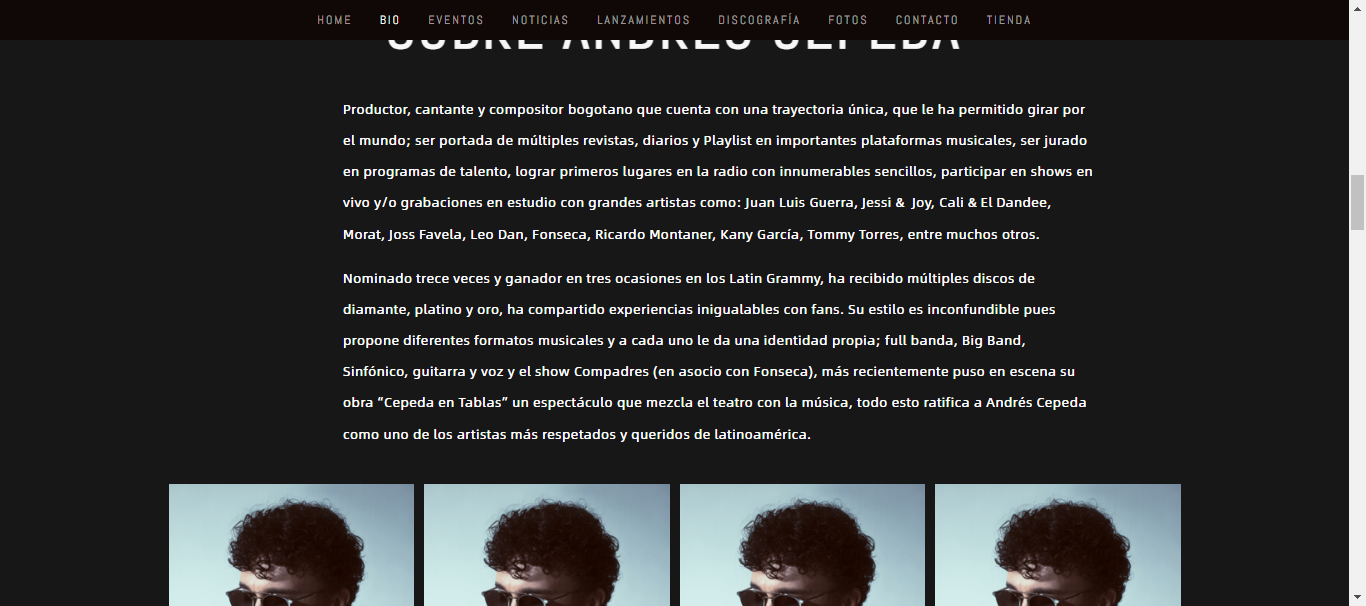 HOME BIO EVENTOS NOTICIAS LANZAMIENTOS DISCOGRAFÍA FOTOS CONTACTO TIENDA
SOBRE ANDRÉS CEPEDA
Productor, cantante y compositor bogotano que cuenta con una trayectoria única, que le ha permitido girar por
el mundo; ser portada de múltiples revistas, diarios y Playlist en importantes plataformas musicales, ser jurado
en programas de talento, lograr primeros lugares en la radio con innumerables sencillos, participar en shows en
vivo y/o grabaciones en estudio con grandes artistas como: Juan Luis Guerra, Jessi & Joy, Cali & El Dandee,
Morat, Joss Favela, Leo Dan, Fonseca, Ricardo Montaner, Kany García, Tommy Torres, entre muchos otros.
Nominado trece veces y ganador en tres ocasiones en los Latin Grammy, ha recibido múltiples discos de
diamante, platino y oro, ha compartido experiencias inigualables con fans. Su estilo es inconfundible pues
propone diferentes formatos musicales y a cada uno le da una identidad propia; full banda, Big Band,
Sinfónico, guitarra y voz y el show Compadres (en asocio con Fonseca), más recientemente puso en escena su
obra “Cepeda en Tablas” un espectáculo que mezcla el teatro con la música, todo esto ratifica a Andrés Cepeda
como uno de los artistas más respetados y queridos de latinoamérica.